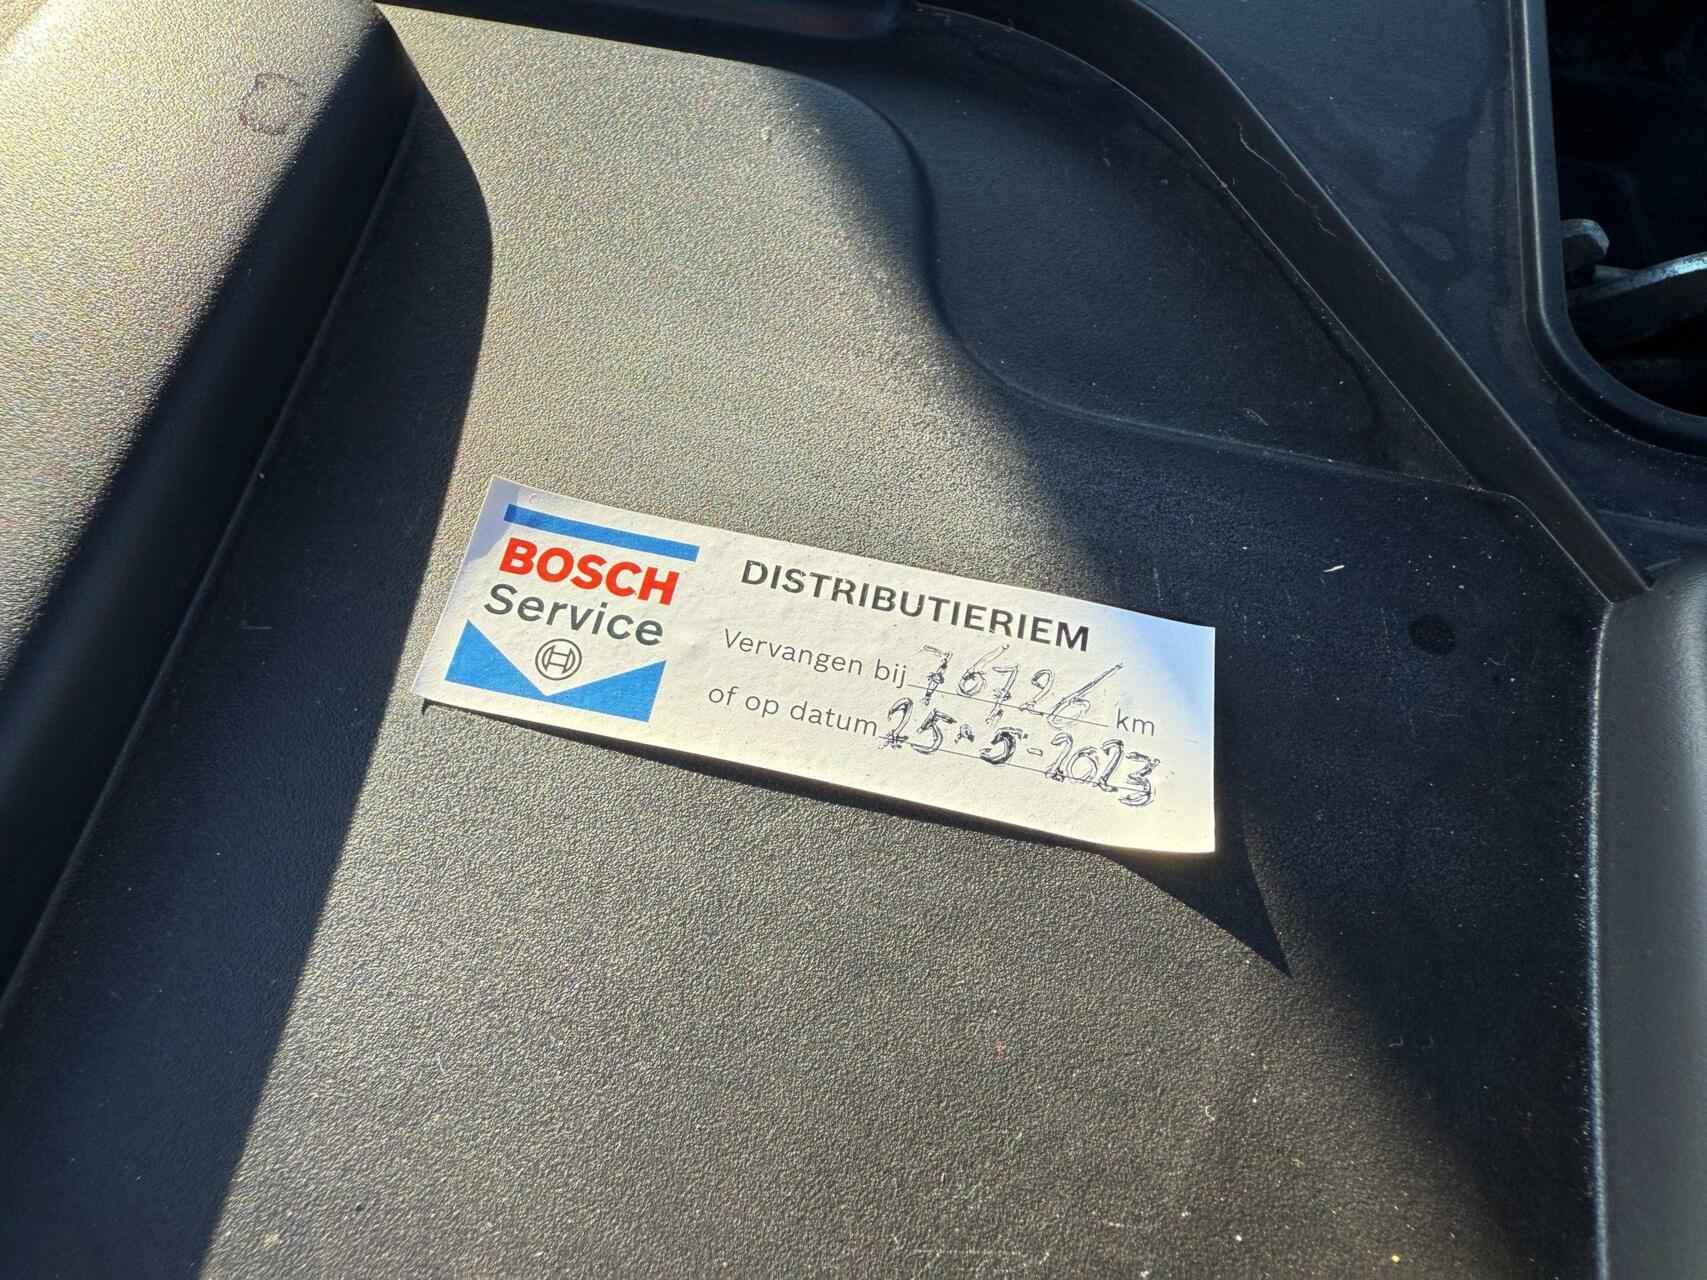 BOSCH
Service
DISTRIBUTIERIEM
Vervangen bij 76726 km
of op datum 25-5-2023